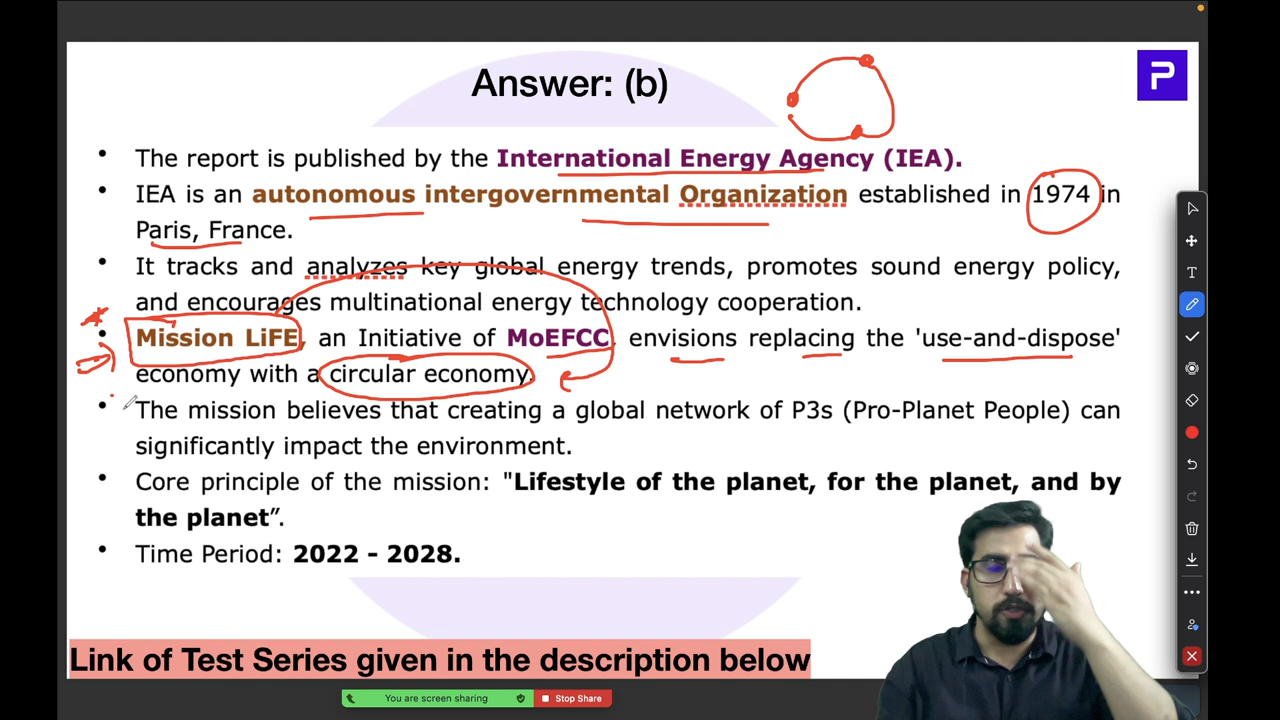 Answer: (b)
P
• The report is published by the International Energy Agency (IEA).
• IEA is an autonomous intergovernmental Organization established in 1974 in
Paris, France.
• It tracks and analyzes key global energy trends, promotes sound energy policy,
and encourages multinational energy technology cooperation.
• Mission LiFE, an Initiative of MoEFCC, envisions replacing the 'use-and-dispose'
economy with a circular economy.
• The mission believes that creating a global network of P3s (Pro-Planet People) can
significantly impact the environment.
• Core principle of the mission: "Lifestyle of the planet, for the planet, and by
the planet”.
• Time Period: 2022 - 2028.
Link of Test Series given in the description below
You are screen sharing
Stop Share
T